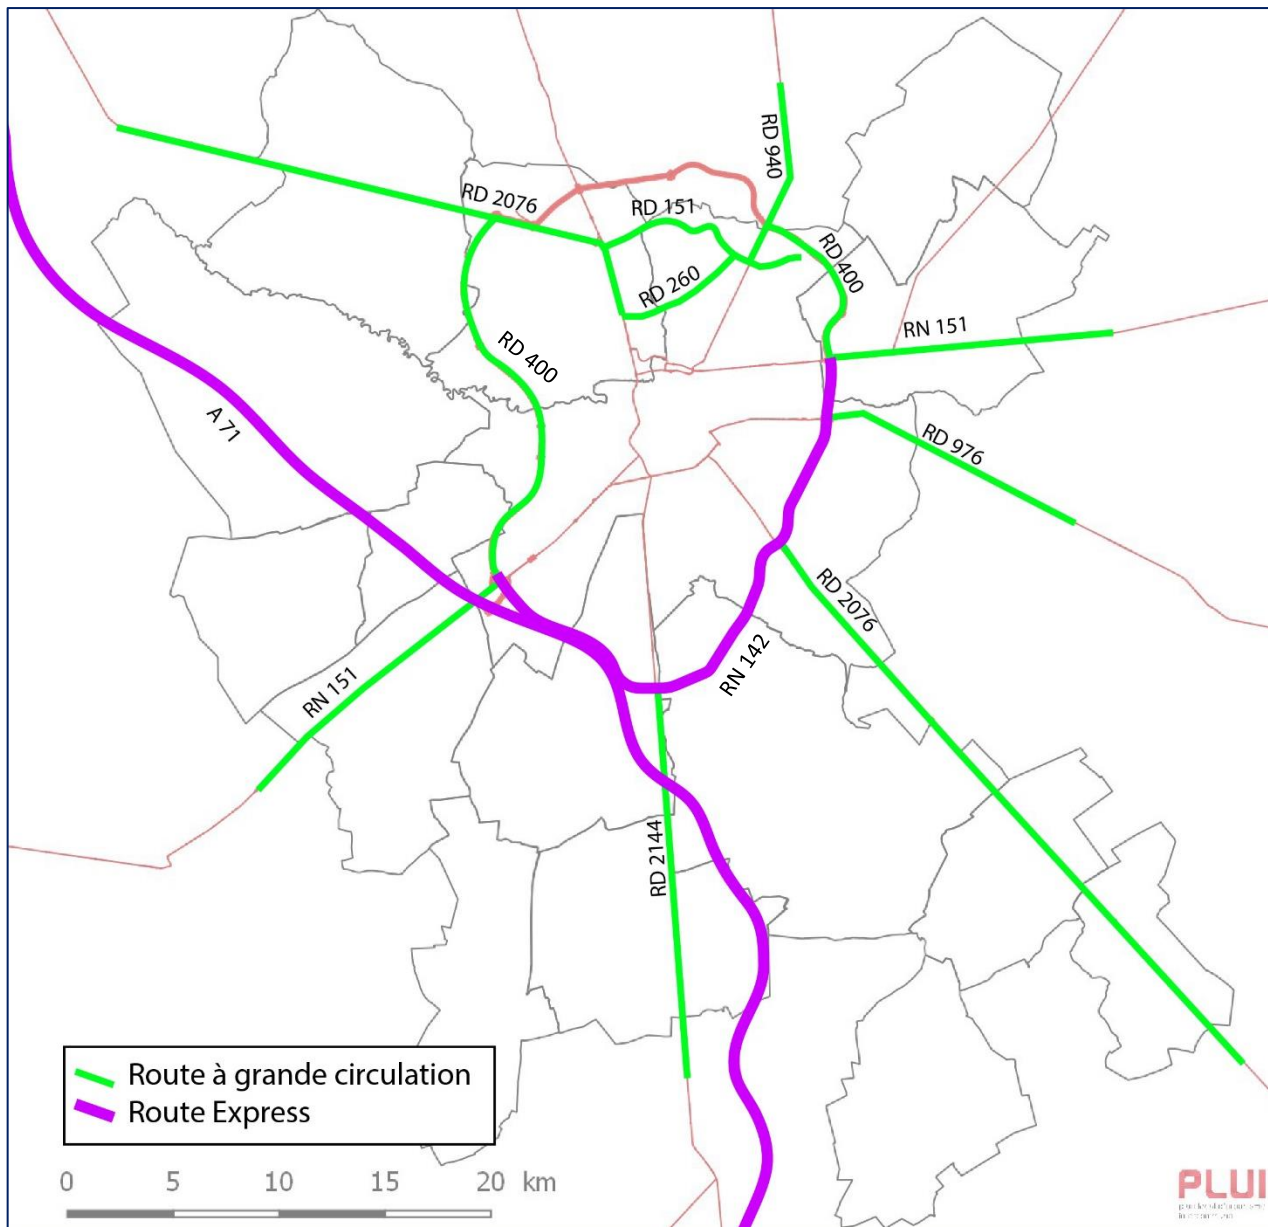 RD 940
RD 2076
RD 151
RD 400
RD 260
RN 151
RD 400
A 71
RD 976
RD 2076
RN 142
RN 151
RD 2144
Route à grande circulation
Route Express
0 5 10 15 20 km
PLUI